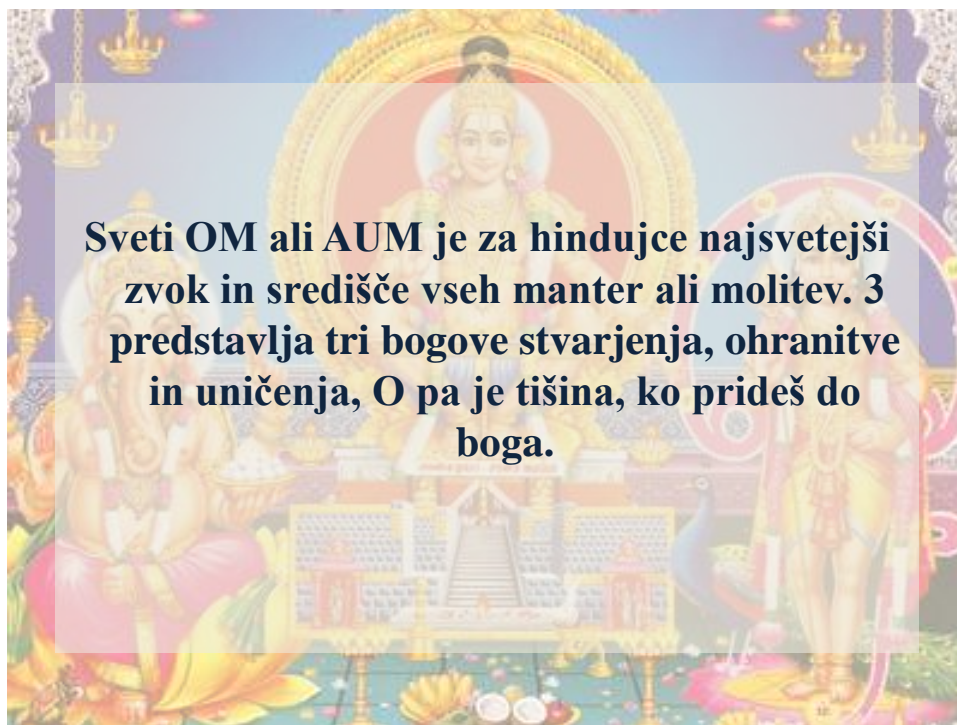 Sveti OM ali AUM je za hindujce najsvetejši
zvok in središče vseh manter ali molitev. 3
predstavlja tri bogove stvarjenja, ohranitve
in uničenja, O pa je tišina, ko prideš do
boga.